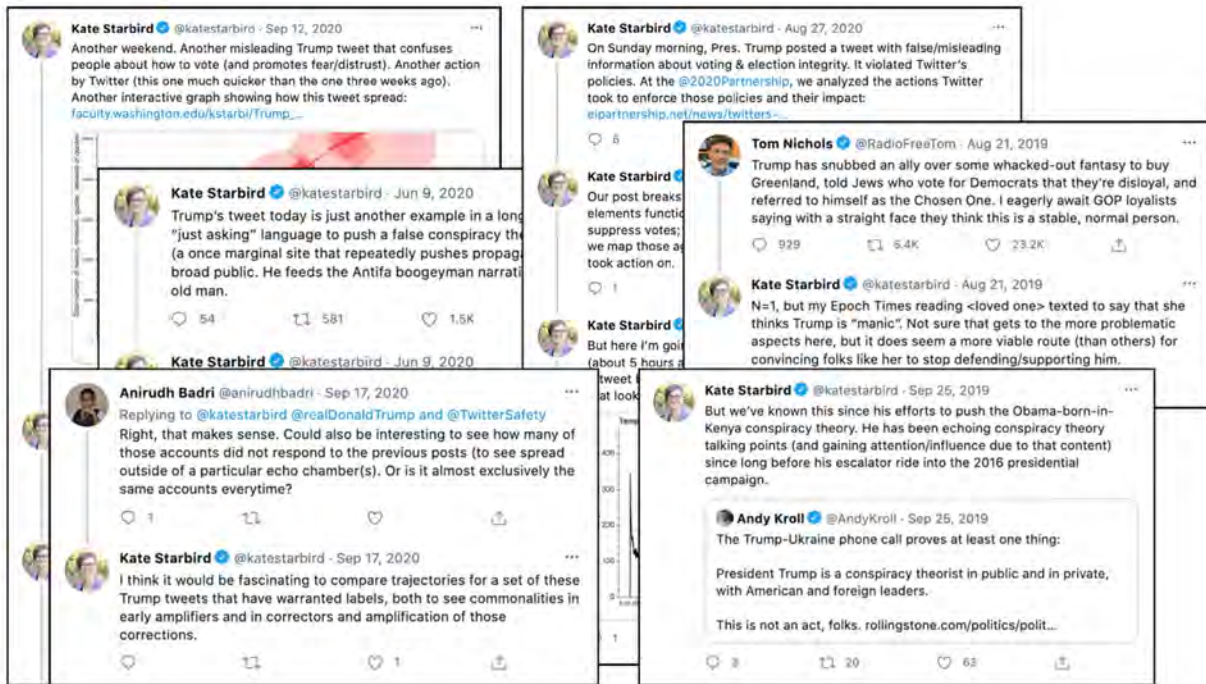 Kate Starbird @katestarbird · Sep 12, 2020
Another weekend. Another misleading Trump tweet that confuses
people about how to vote (and promotes fear/distrust). Another action
by Twitter (this one much quicker than the one three weeks ago).
Another interactive graph showing how this tweet spread:
faculty.washington.edu/kstarbi/Trump_...
Kate Starbird @katestarbird · Jun 9, 2020
Trump's tweet today is just another example in a long
"just asking" language to push a false conspiracy the
(a once marginal site that repeatedly pushes propag
broad public. He feeds the Antifa boogeyman narrati
old man.
54 581 1.5K
Kate Starbird @katestarbird · Jun 9, 2020
Kate Starbird @katestarbird · Aug 27, 2020
On Sunday morning, Pres. Trump posted a tweet with false/misleading
information about voting & election integrity. It violated Twitter's
policies. At the @2020Partnership, we analyzed the actions Twitter
took to enforce those policies and their impact:
eipartnership.net/news/twitters-...
6
Kate Starbird
Our post breaks
elements functio
suppress votes;
we map those a
took action on.
1
Kate Starbird
But here I'm goi
(about 5 hours a
tweet
at look
400
300
200
100
1
Tom Nichols @RadioFreeTom · Aug 21, 2019
Trump has snubbed an ally over some whacked-out fantasy to buy
Greenland, told Jews who vote for Democrats that they're disloyal, and
referred to himself as the Chosen One. I eagerly await GOP loyalists
saying with a straight face they think this is a stable, normal person.
929 6.4K 23.2K
Kate Starbird @katestarbird · Aug 21, 2019
N=1, but my Epoch Times reading <loved one> texted to say that she
thinks Trump is "manic". Not sure that gets to the more problematic
aspects here, but it does seem a more viable route (than others) for
convincing folks like her to stop defending/supporting him.
Anirudh Badri @anirudhbadri · Sep 17, 2020
Replying to @katestarbird @realDonaldTrump and @TwitterSafety
Right, that makes sense. Could also be interesting to see how many of
those accounts did not respond to the previous posts (to see spread
outside of a particular echo chamber(s). Or is it almost exclusively the
same accounts everytime?
1
Kate Starbird @katestarbird · Sep 17, 2020
I think it would be fascinating to compare trajectories for a set of these
Trump tweets that have warranted labels, both to see commonalities in
early amplifiers and in correctors and amplification of those
corrections.
1
Kate Starbird @katestarbird · Sep 25, 2019
But we've known this since his efforts to push the Obama-born-in-
Kenya conspiracy theory. He has been echoing conspiracy theory
talking points (and gaining attention/influence due to that content)
since long before his escalator ride into the 2016 presidential
campaign.
Andy Kroll @AndyKroll · Sep 25, 2019
The Trump-Ukraine phone call proves at least one thing:
President Trump is a conspiracy theorist in public and in private,
with American and foreign leaders.
This is not an act, folks. rollingstone.com/politics/polit...
3 20 63